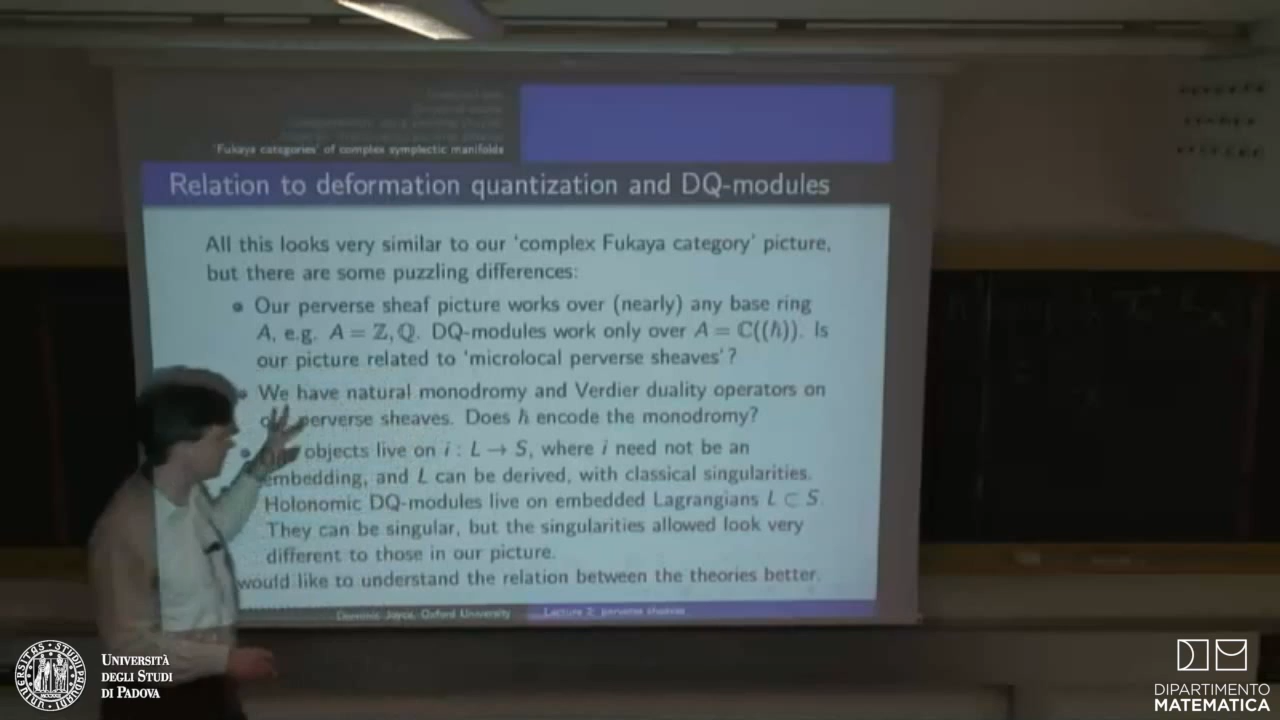 'Fukaya categories' of complex symplectic manifolds
Relation to deformation quantization and DQ-modules
All this looks very similar to our 'complex Fukaya category' picture,
but there are some puzzling differences:
Our perverse sheaf picture works over (nearly) any base ring
A, e.g. A = ℤ, ℚ. DQ-modules work only over A = ℂ((ℏ)). Is
our picture related to 'microlocal perverse sheaves'?
We have natural monodromy and Verdier duality operators on
perverse sheaves. Does ℏ encode the monodromy?
objects live on i : L → S, where i need not be an
embedding, and L can be derived, with classical singularities.
Holonomic DQ-modules live on embedded Lagrangians L ⊂ S.
They can be singular, but the singularities allowed look very
different to those in our picture.
would like to understand the relation between the theories better.
Dominic Joyce, Oxford University Lecture 2: perverse sheaves
UNIVERSITÀ
DEGLI STUDI
DI PADOVA
DIPARTIMENTO
MATEMATICA